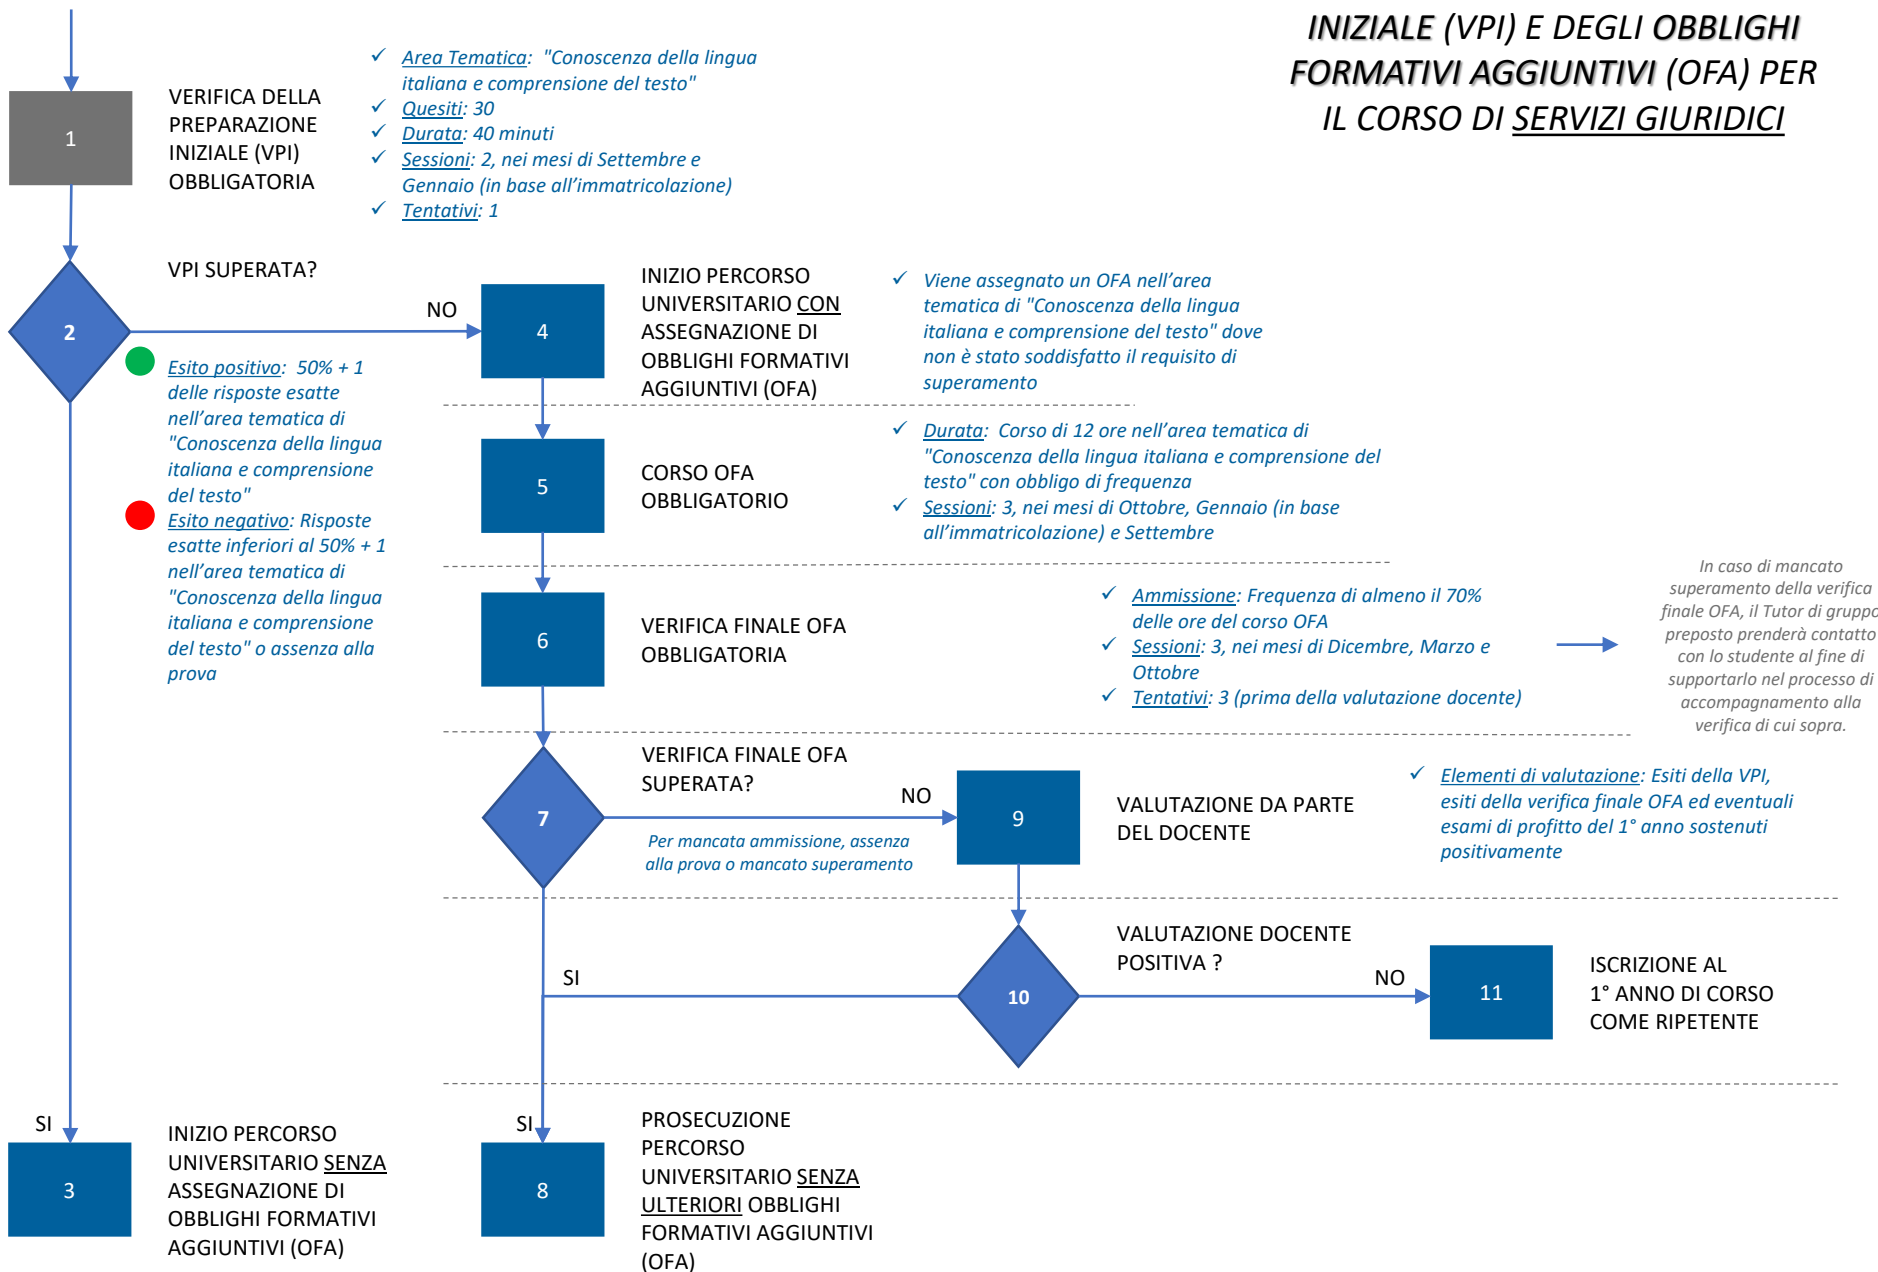 INIZIALE (VPI) E DEGLI OBBLIGHI
FORMATIVI AGGIUNTIVI (OFA) PER
IL CORSO DI SERVIZI GIURIDICI
1
VERIFICA DELLA
PREPARAZIONE
INIZIALE (VPI)
OBBLIGATORIA
✓ Area Tematica: "Conoscenza della lingua
italiana e comprensione del testo"
✓ Quesiti: 30
✓ Durata: 40 minuti
✓ Sessioni: 2, nei mesi di Settembre e
Gennaio (in base all'immatricolazione)
✓ Tentativi: 1
2
VPI SUPERATA?
NO
Esito positivo: 50% + 1
delle risposte esatte
nell'area tematica di
"Conoscenza della lingua
italiana e comprensione
del testo"
Esito negativo: Risposte
esatte inferiori al 50% + 1
nell'area tematica di
"Conoscenza della lingua
italiana e comprensione
del testo" o assenza alla
prova
4
INIZIO PERCORSO
UNIVERSITARIO CON
ASSEGNAZIONE DI
OBBLIGHI FORMATIVI
AGGIUNTIVI (OFA)
✓ Viene assegnato un OFA nell'area
tematica di "Conoscenza della lingua
italiana e comprensione del testo" dove
non è stato soddisfatto il requisito di
superamento
5
CORSO OFA
OBBLIGATORIO
✓ Durata: Corso di 12 ore nell'area tematica di
"Conoscenza della lingua italiana e comprensione del
testo" con obbligo di frequenza
✓ Sessioni: 3, nei mesi di Ottobre, Gennaio (in base
all'immatricolazione) e Settembre
6
VERIFICA FINALE OFA
OBBLIGATORIA
✓ Ammissione: Frequenza di almeno il 70%
delle ore del corso OFA
✓ Sessioni: 3, nei mesi di Dicembre, Marzo e
Ottobre
✓ Tentativi: 3 (prima della valutazione docente)
In caso di mancato
superamento della verifica
finale OFA, il Tutor di gruppo
preposto prenderà contatto
con lo studente al fine di
supportarlo nel processo di
accompagnamento alla
verifica di cui sopra.
7
VERIFICA FINALE OFA
SUPERATA?
NO
Per mancata ammissione, assenza
alla prova o mancato superamento
9
VALUTAZIONE DA PARTE
DEL DOCENTE
✓ Elementi di valutazione: Esiti della VPI,
esiti della verifica finale OFA ed eventuali
esami di profitto del 1° anno sostenuti
positivamente
10
VALUTAZIONE DOCENTE
POSITIVA ?
SI
NO
11
ISCRIZIONE AL
1° ANNO DI CORSO
COME RIPETENTE
SI
3
INIZIO PERCORSO
UNIVERSITARIO SENZA
ASSEGNAZIONE DI
OBBLIGHI FORMATIVI
AGGIUNTIVI (OFA)
SI
8
PROSECUZIONE
PERCORSO
UNIVERSITARIO SENZA
ULTERIORI OBBLIGHI
FORMATIVI AGGIUNTIVI
(OFA)